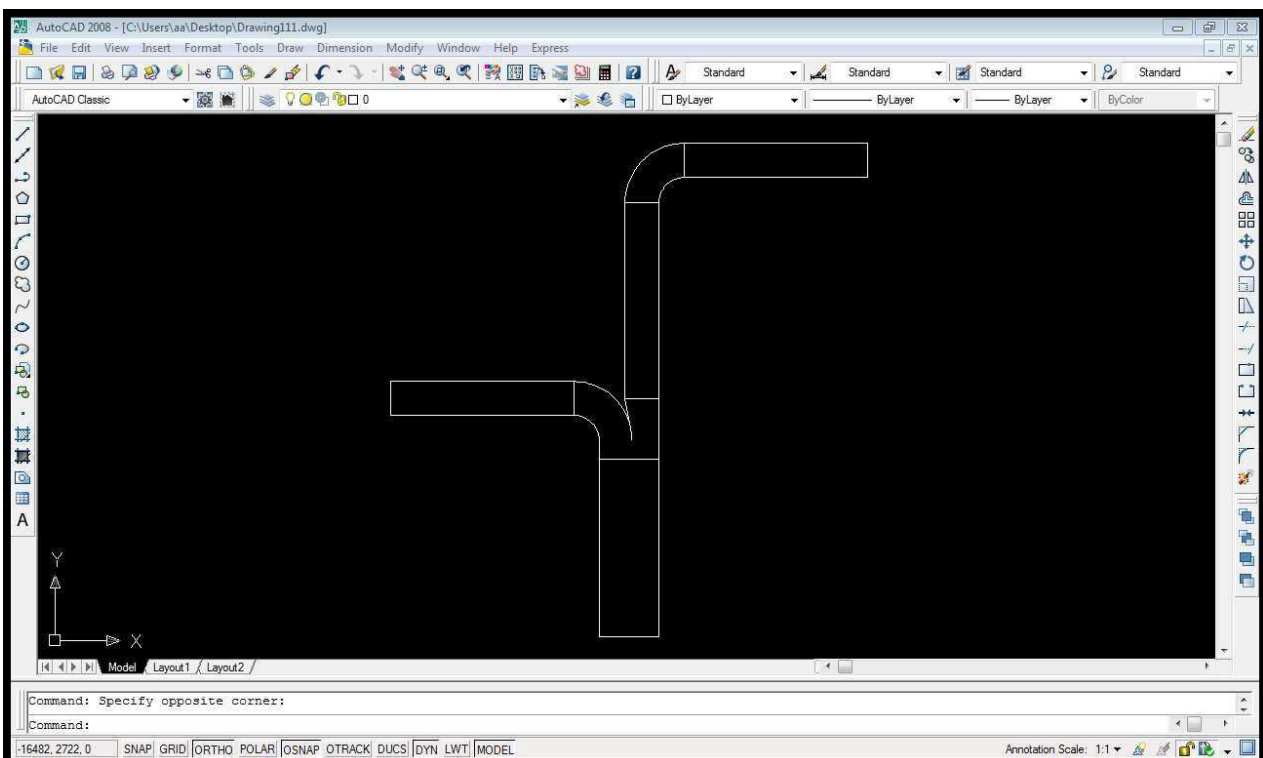 AutoCAD 2008 - [C:\Users\aa\Desktop\Drawing111.dwg]
File Edit View Insert Format Tools Draw Dimension Modify Window Help Express
Standard Standard Standard Standard
AutoCAD Classic 0 ByLayer ByLayer ByLayer ByColor
A
Y
X
Model Layout1 Layout2
Command: Specify opposite corner:
Command:
-16482, 2722, 0 SNAP GRID ORTHO POLAR OSNAP OTRACK DUCS DYN LWT MODEL Annotation Scale: 1:1